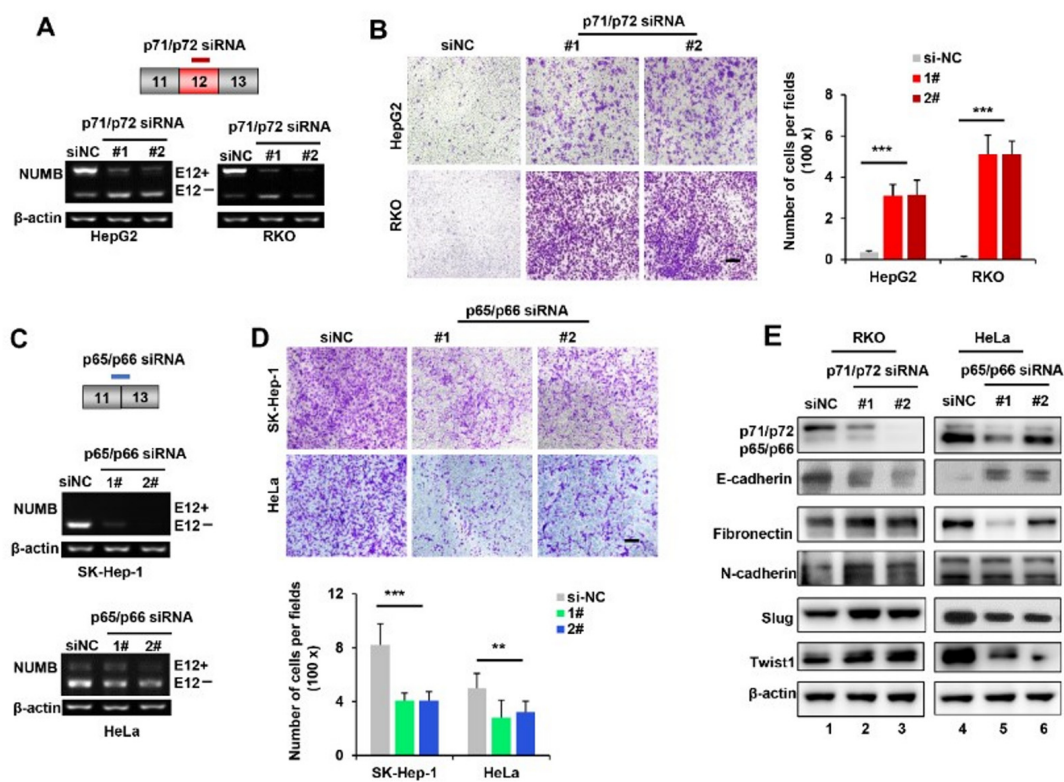 A
p71/p72 siRNA
11 12 13
p71/p72 siRNA
siNC #1 #2
NUMB
E12+
E12−
β-actin
HepG2
p71/p72 siRNA
siNC #1 #2
RKO
B
p71/p72 siRNA
siNC #1 #2
HepG2
RKO
si-NC
1#
2#
Number of cells per fields
(100 x)
8
6
4
2
0
***
***
HepG2 RKO
C
p65/p66 siRNA
11 13
p65/p66 siRNA
siNC 1# 2#
NUMB
E12+
E12−
β-actin
SK-Hep-1
p65/p66 siRNA
siNC 1# 2#
NUMB
E12+
E12−
β-actin
HeLa
D
p65/p66 siRNA
siNC #1 #2
SK-Hep-1
HeLa
si-NC
1#
2#
Number of cells per fields
(100 x)
12
8
4
0
***
**
SK-Hep-1 HeLa
E
RKO HeLa
p71/p72 siRNA p65/p66 siRNA
siNC #1 #2 siNC #1 #2
p71/p72
p65/p66
E-cadherin
Fibronectin
N-cadherin
Slug
Twist1
β-actin
1 2 3 4 5 6